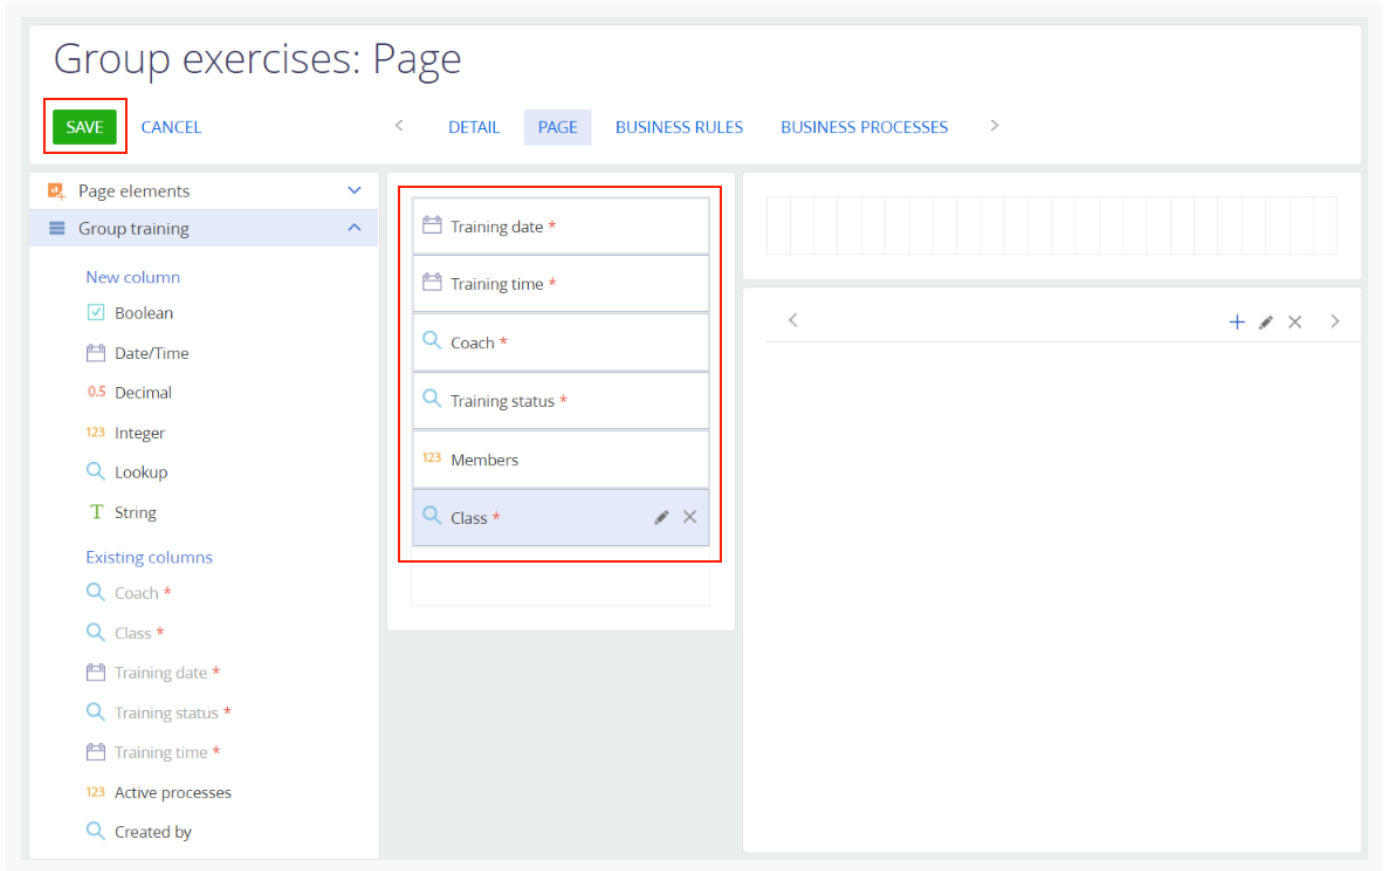 Group exercises: Page
SAVE CANCEL DETAIL PAGE BUSINESS RULES BUSINESS PROCESSES
Page elements
Group training
New column
Boolean
Date/Time
0.5 Decimal
123 Integer
Lookup
T String
Existing columns
Coach *
Class *
Training date *
Training status *
Training time *
123 Active processes
Created by
Training date *
Training time *
Coach *
Training status *
123 Members
Class *